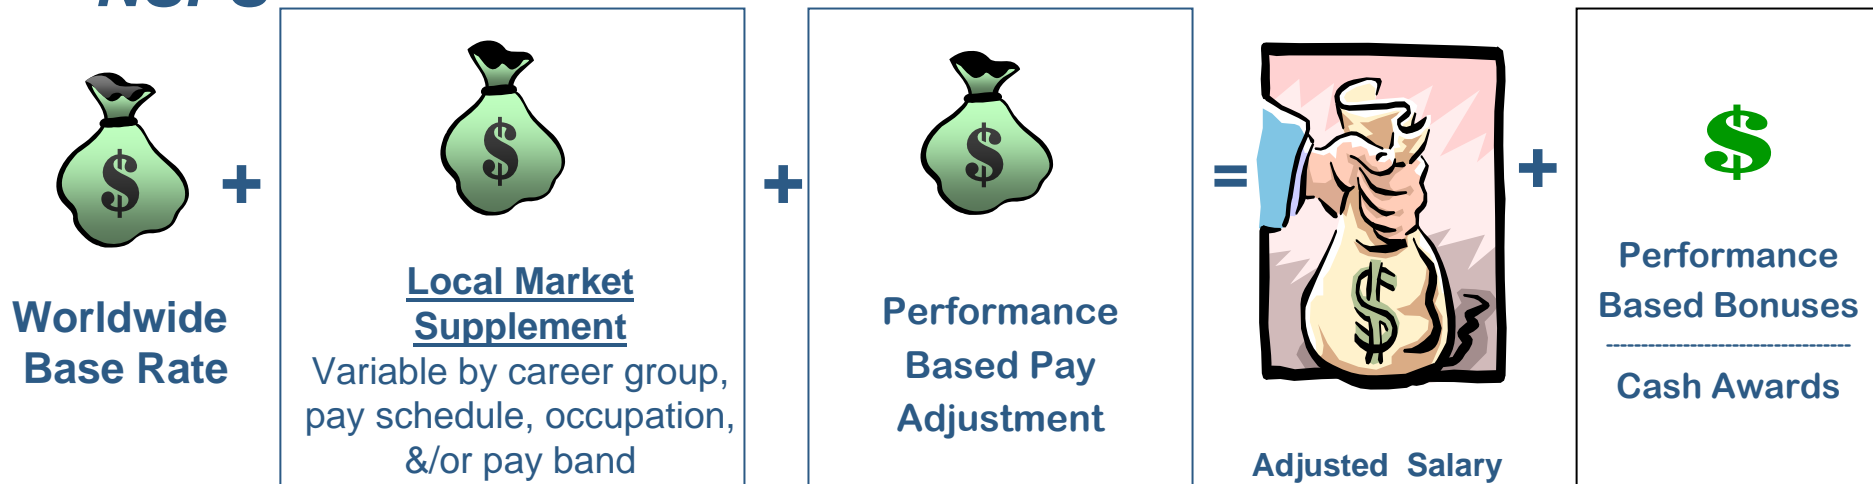 NSPS
+
+
=
+
Worldwide
Base Rate
Local Market
Supplement
Variable by career group,
pay schedule, occupation,
&/or pay band
Performance
Based Pay
Adjustment
Adjusted Salary
$
Performance
Based Bonuses
-----------------------------------
Cash Awards